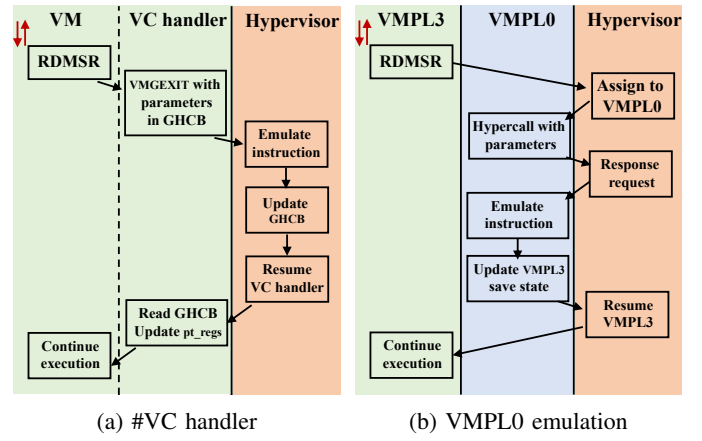 VM VC handler Hypervisor
RDMSR
VMGEXIT with
parameters
in GHCB
Emulate
instruction
Update
GHCB
Resume
VC handler
Read GHCB
Update pt_regs
Continue
execution
(a) #VC handler
VMPL3 VMPL0 Hypervisor
RDMSR
Assign to
VMPL0
Hypercall with
parameters
Response
request
Emulate
instruction
Update VMPL3
save state
Resume
VMPL3
Continue
execution
(b) VMPL0 emulation